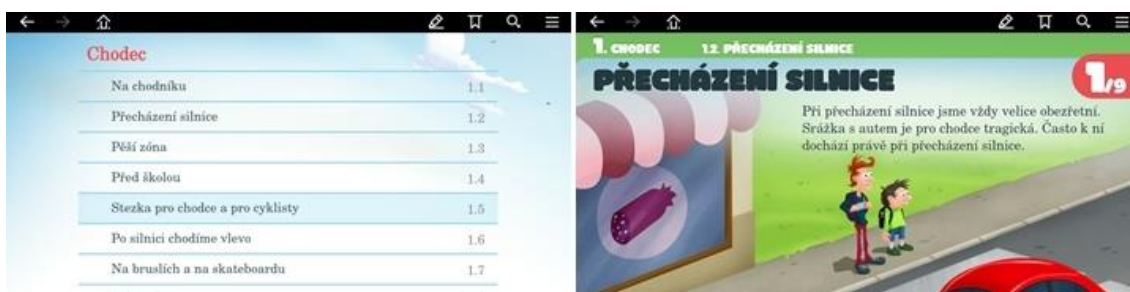 Chodec
Na chodníku 1.1
Přecházení silnice 1.2
Pěší zóna 1.3
Před školou 1.4
Stezka pro chodce a pro cyklisty 1.5
Po silnici chodíme vlevo 1.6
Na bruslích a na skateboardu 1.7
1. CHODEC 1.2. PŘECHÁZENÍ SILNICE
PŘECHÁZENÍ SILNICE
1/9
Při přecházení silnice jsme vždy velice obezřetní.
Srážka s autem je pro chodce tragická. Často k ní
dochází právě při přecházení silnice.